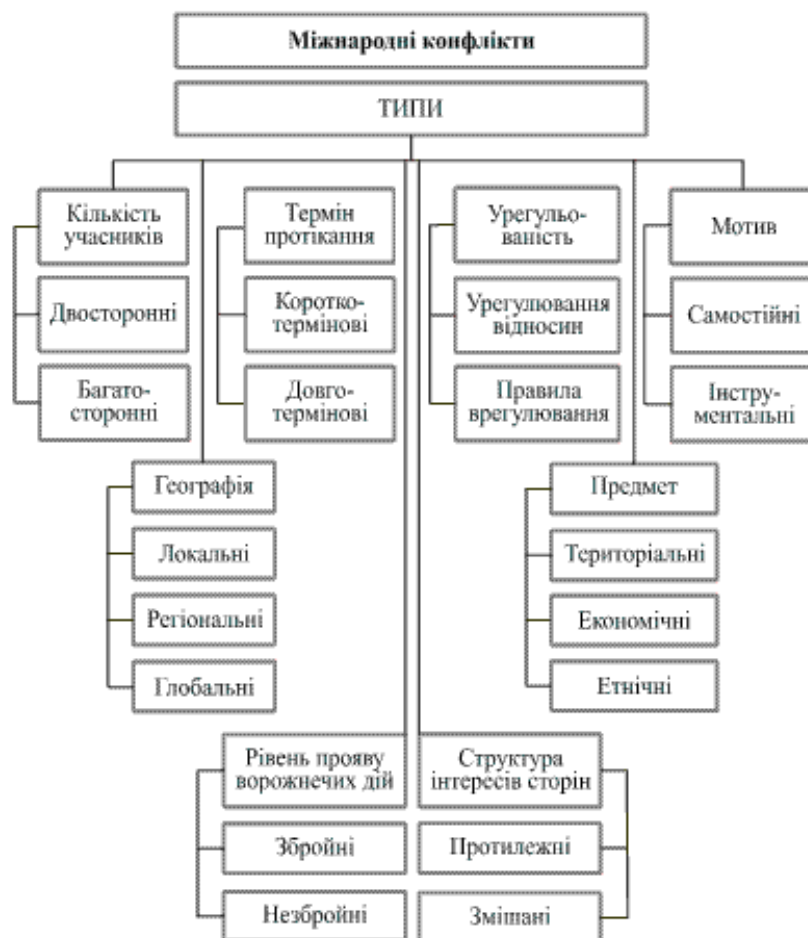 Міжнародні конфлікти
ТИПИ
Кількість
учасників
Двосторонні
Багато-
сторонні
Термін
протікання
Коротко-
термінові
Довго-
термінові
Урегульо-
ваність
Урегулювання
відносин
Правила
врегулювання
Мотив
Самостійні
Інстру-
ментальні
Географія
Локальні
Регіональні
Глобальні
Предмет
Територіальні
Економічні
Етнічні
Рівень прояву
ворожнечих дій
Збройні
Незбройні
Структура
інтересів сторін
Протилежні
Змішані